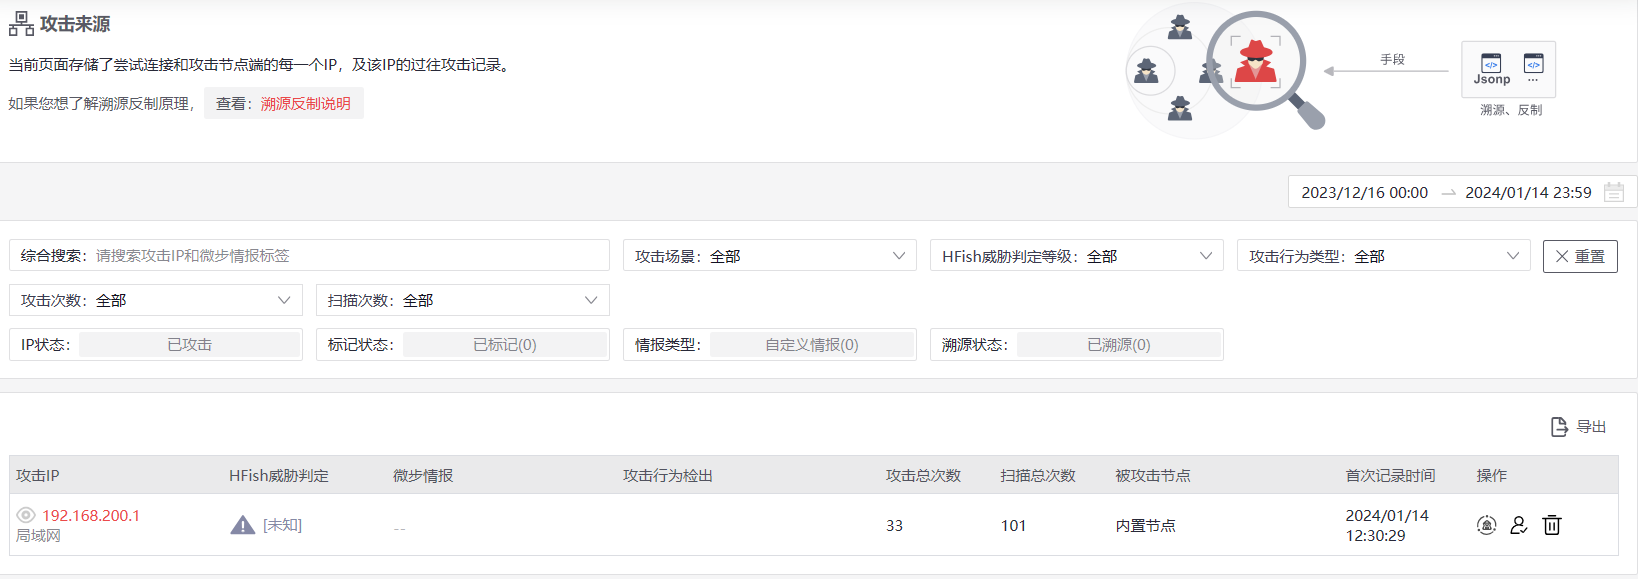 攻击来源
当前页面存储了尝试连接和攻击节点端的每一个IP，及该IP的过往攻击记录。
如果您想了解溯源反制原理， 查看：溯源反制说明
手段
</>
</>
Jsonp
...
溯源、反制
2023/12/16 00:00 → 2024/01/14 23:59
综合搜索：请搜索攻击IP和微步情报标签
攻击场景：全部
HFish威胁判定等级：全部
攻击行为类型：全部
重置
攻击次数：全部
扫描次数：全部
IP状态： 已攻击
标记状态： 已标记(0)
情报类型： 自定义情报(0)
溯源状态： 已溯源(0)
导出
攻击IP HFish威胁判定 微步情报 攻击行为检出 攻击总次数 扫描总次数 被攻击节点 首次记录时间 操作
192.168.200.1
局域网
[未知] -- 33 101 内置节点
2024/01/14
12:30:29